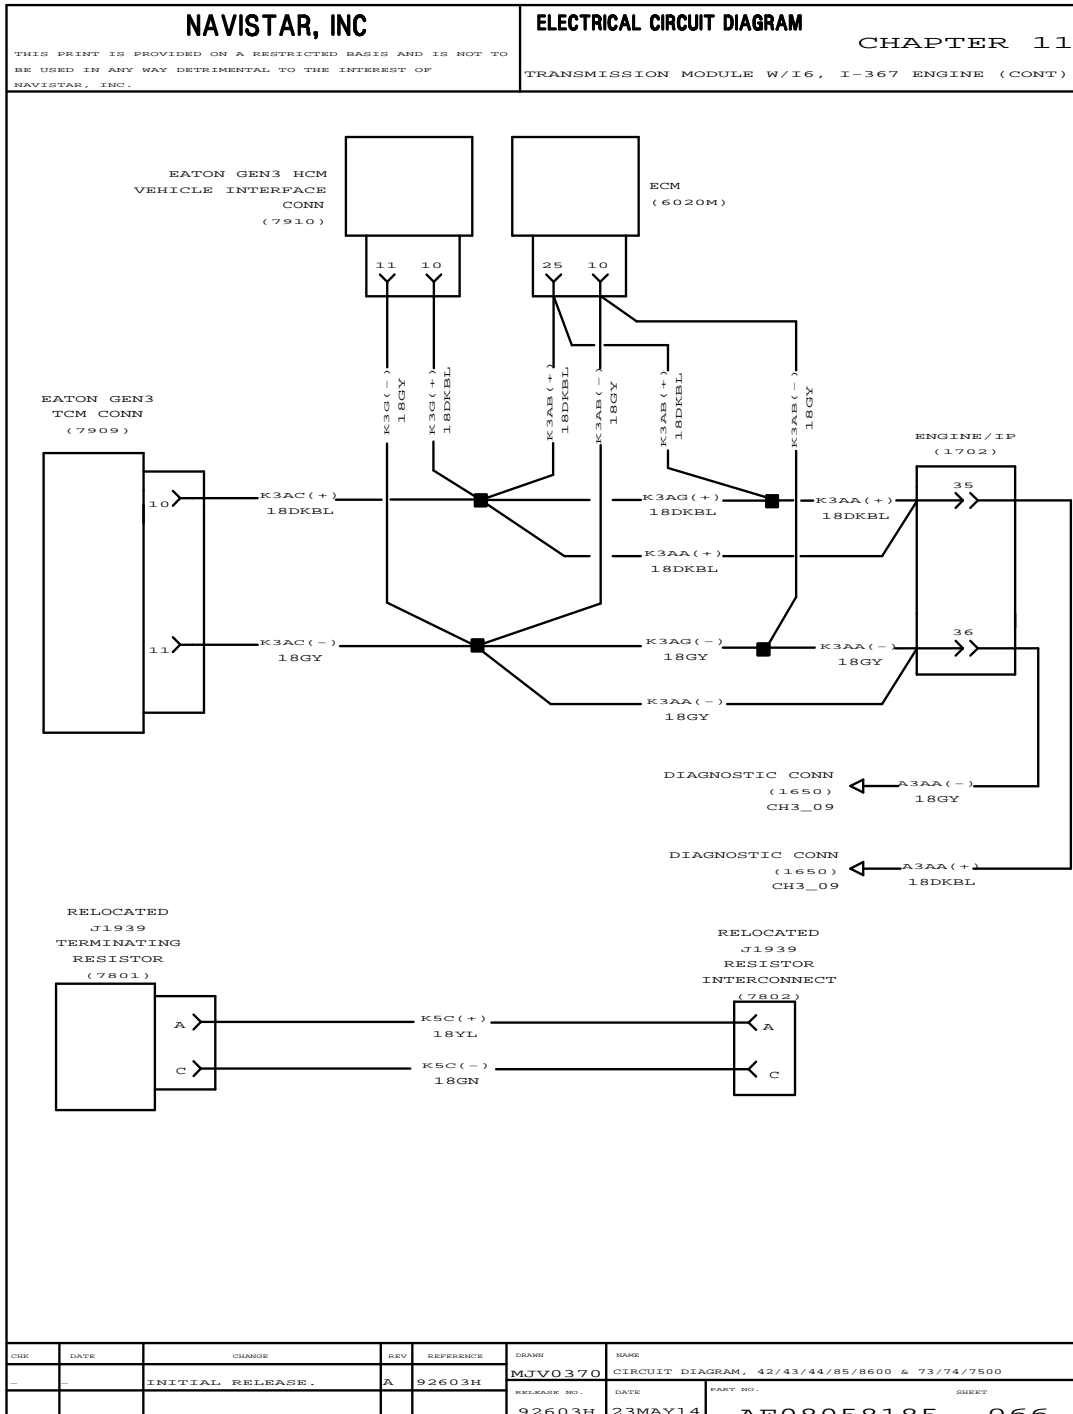 NAVISTAR, INC
THIS PRINT IS PROVIDED ON A RESTRICTED BASIS AND IS NOT TO
BE USED IN ANY WAY DETRIMENTAL TO THE INTEREST OF
NAVISTAR, INC.
ELECTRICAL CIRCUIT DIAGRAM
CHAPTER 11
TRANSMISSION MODULE W/I6, I-367 ENGINE (CONT)
EATON GEN3 HCM
VEHICLE INTERFACE
CONN
(7910)
ECM
(6020M)
11
10
25
10
K3G(-)
18GY
K3G(+)
18DKBL
K3AB(+)
18DKBL
K3AB(-)
18GY
K3AB(+)
18DKBL
K3AB(-)
18GY
EATON GEN3
TCM CONN
(7909)
ENGINE/IP
(1702)
10
K3AC(+)
18DKBL
K3AG(+)
18DKBL
K3AA(+)
18DKBL
35
K3AA(+)
18DKBL
11
K3AC(-)
18GY
K3AG(-)
18GY
K3AA(-)
18GY
36
K3AA(-)
18GY
DIAGNOSTIC CONN
(1650)
CH3_09
A3AA(-)
18GY
DIAGNOSTIC CONN
(1650)
CH3_09
A3AA(+)
18DKBL
RELOCATED
J1939
TERMINATING
RESISTOR
(7801)
RELOCATED
J1939
RESISTOR
INTERCONNECT
(7802)
A
K5C(+)
18YL
A
C
K5C(-)
18GN
C
CHK
DATE
CHANGE
REV
REFERENCE
DRAWN
NAME
-
-
INITIAL RELEASE.
A
92603H
MJV0370
CIRCUIT DIAGRAM, 42/43/44/85/8600 & 73/74/7500
RELEASE NO.
DATE
PART NO.
SHEET
92603H
23MAY14
AE08058185
066